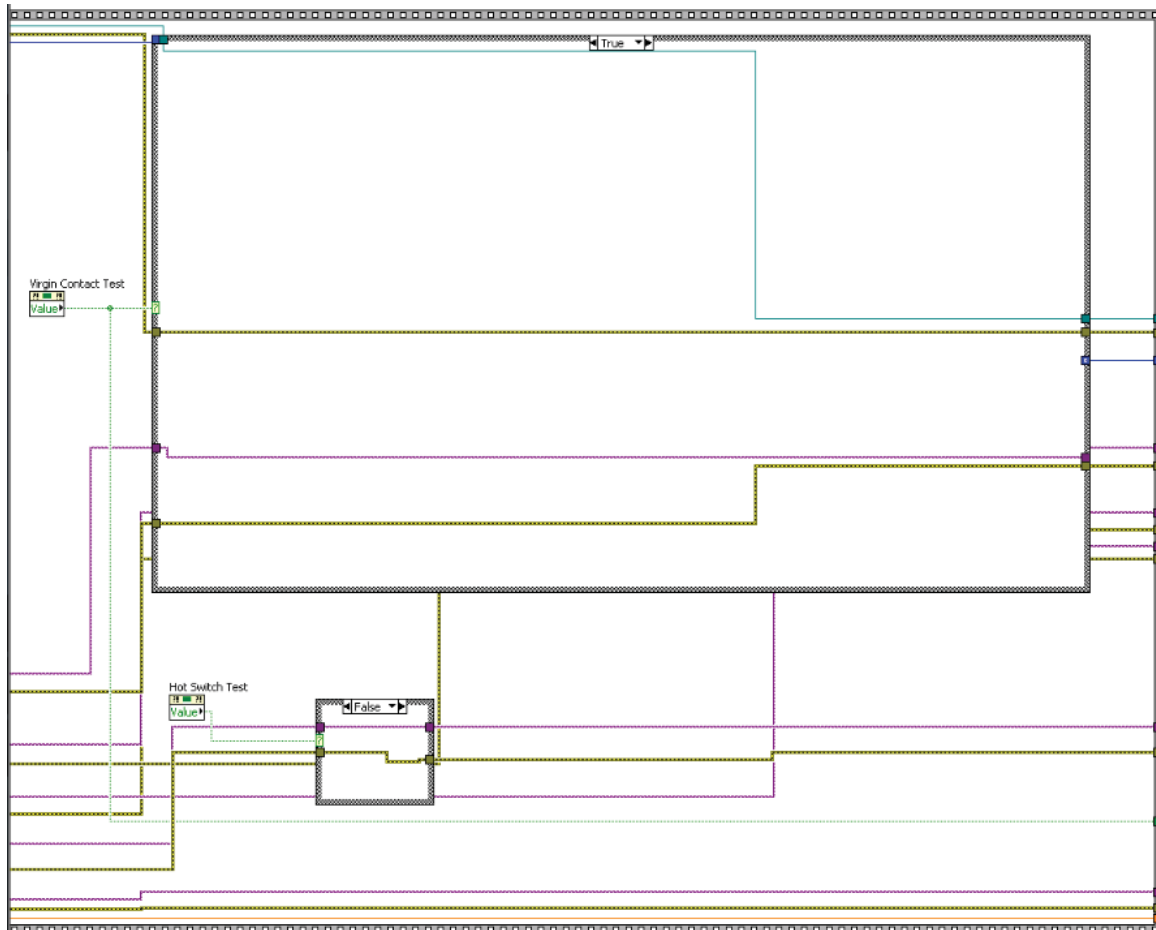 True
Virgin Contact Test
Value
?
Hot Switch Test
Value
False
?